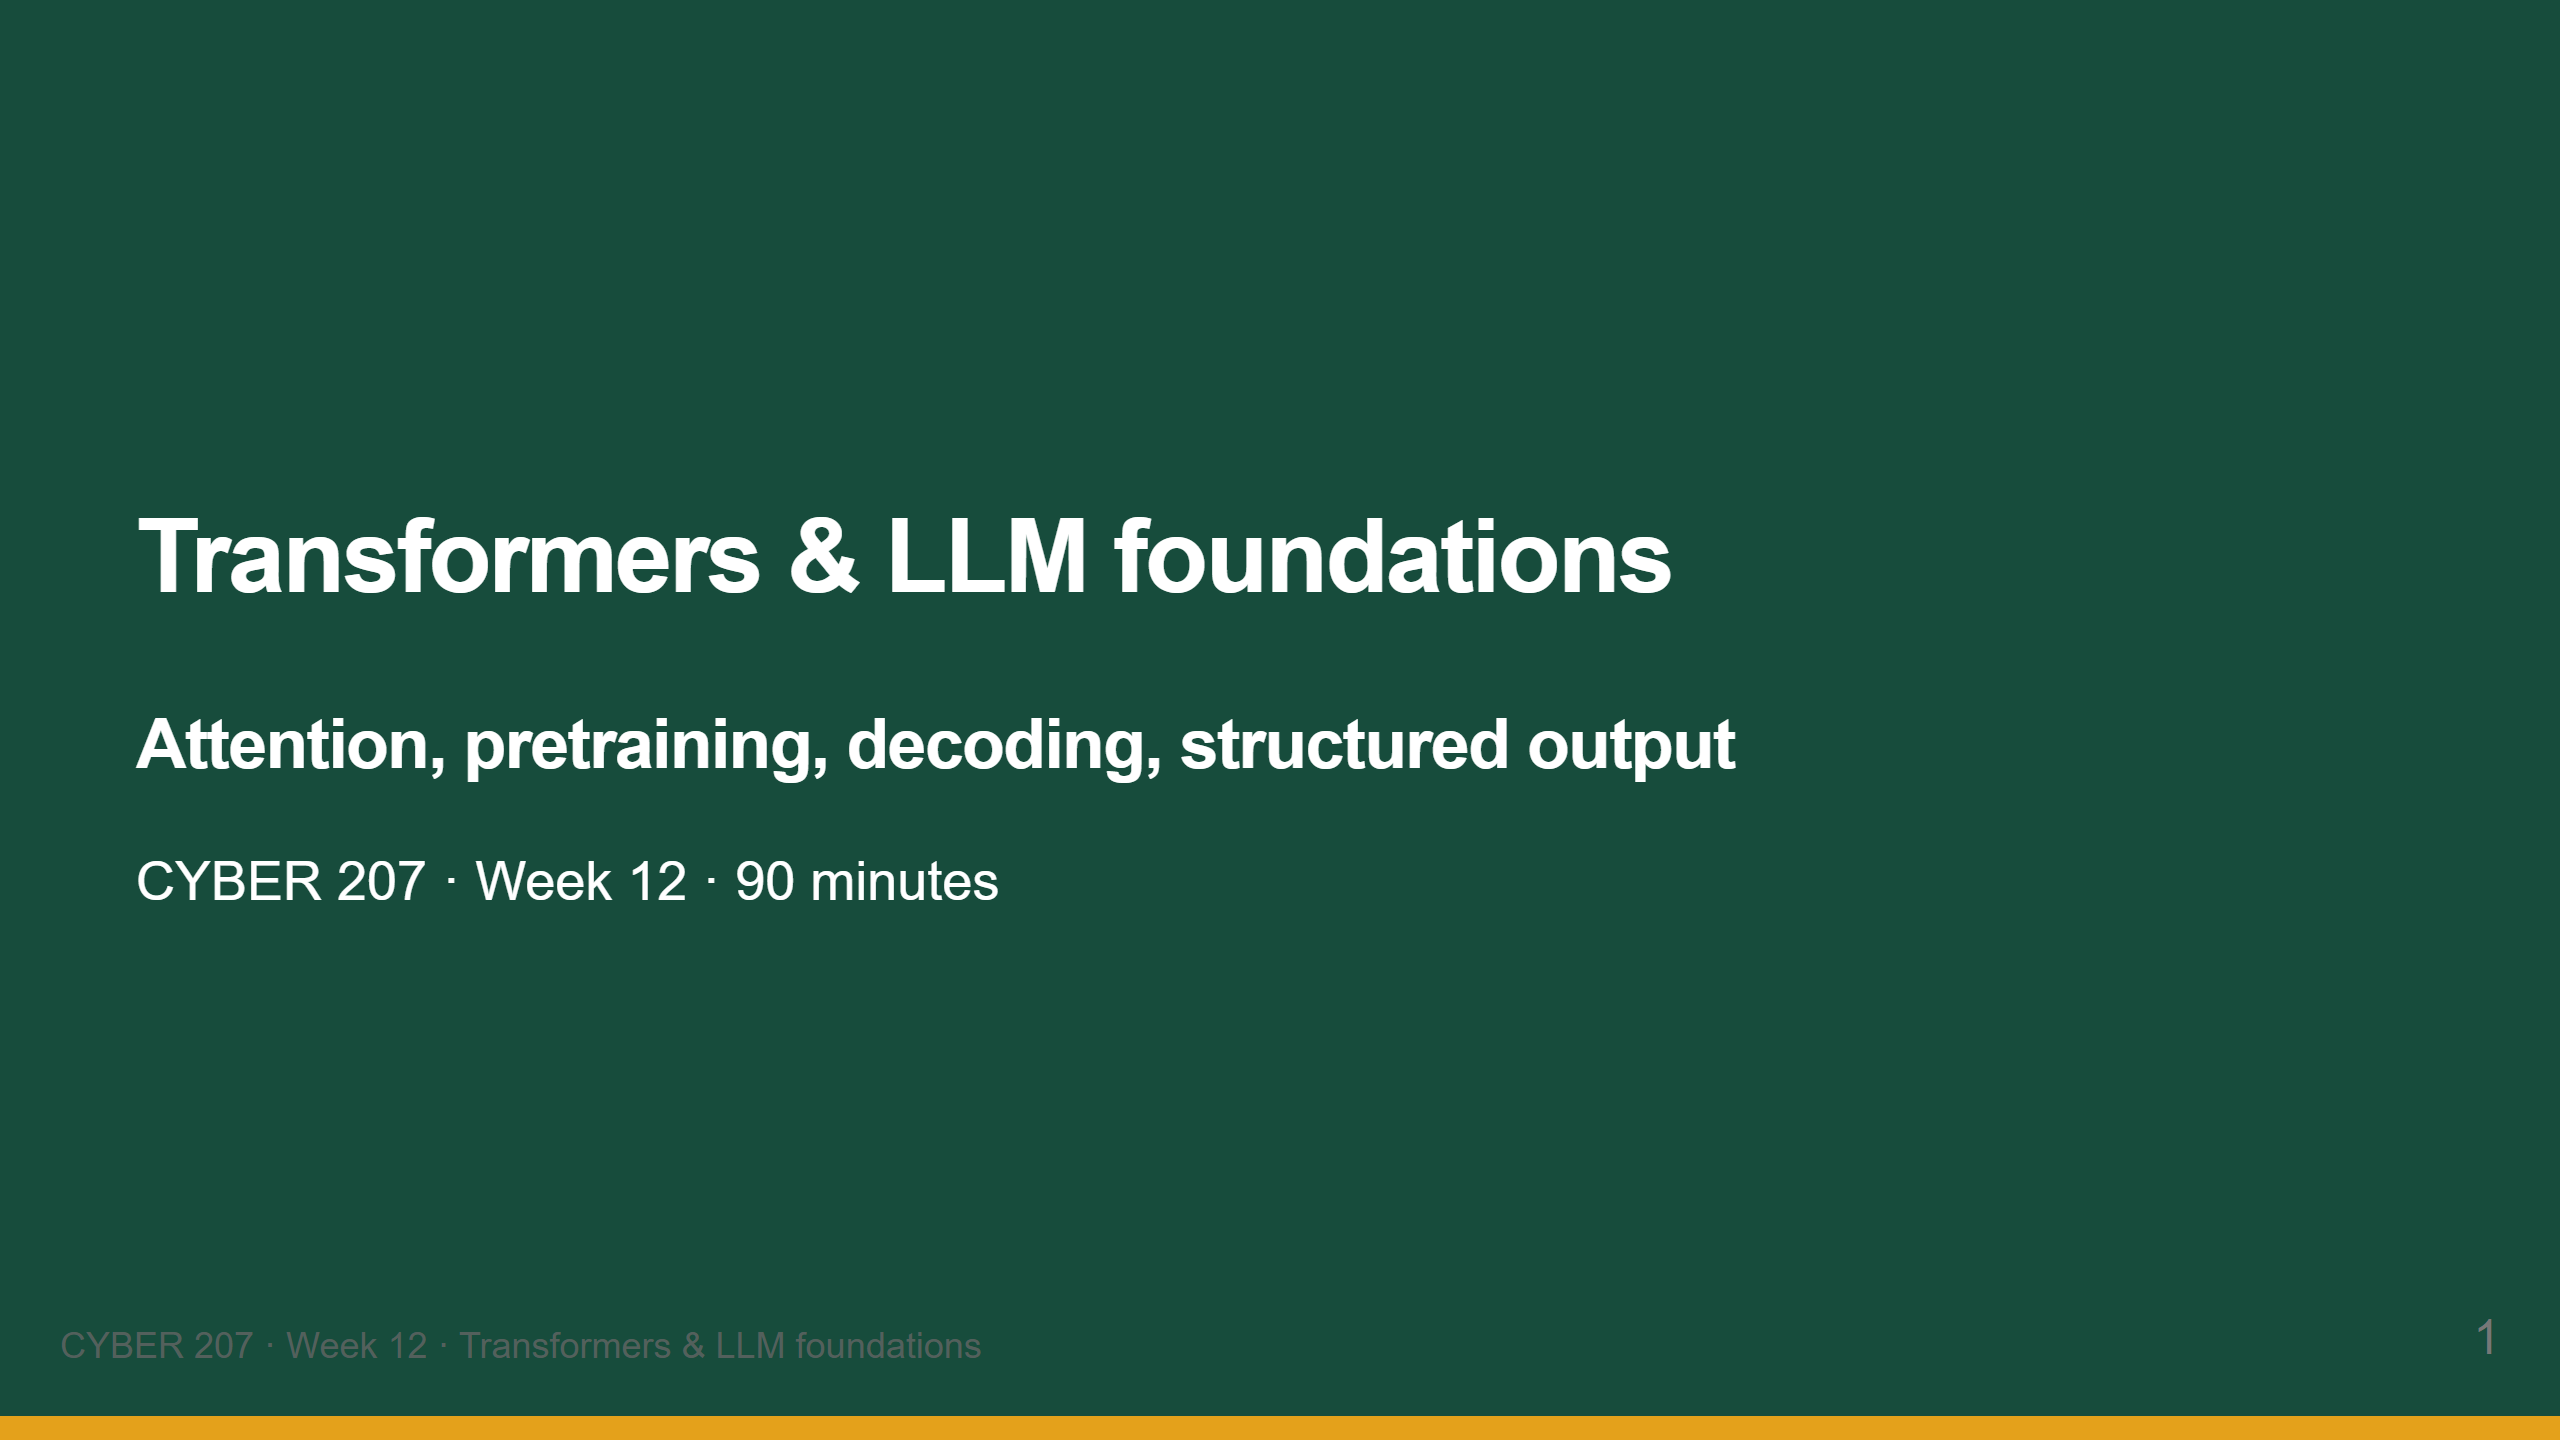 Transformers & LLM foundations
Attention, pretraining, decoding, structured output
CYBER 207 · Week 12 · 90 minutes
CYBER 207 · Week 12 · Transformers & LLM foundations
1